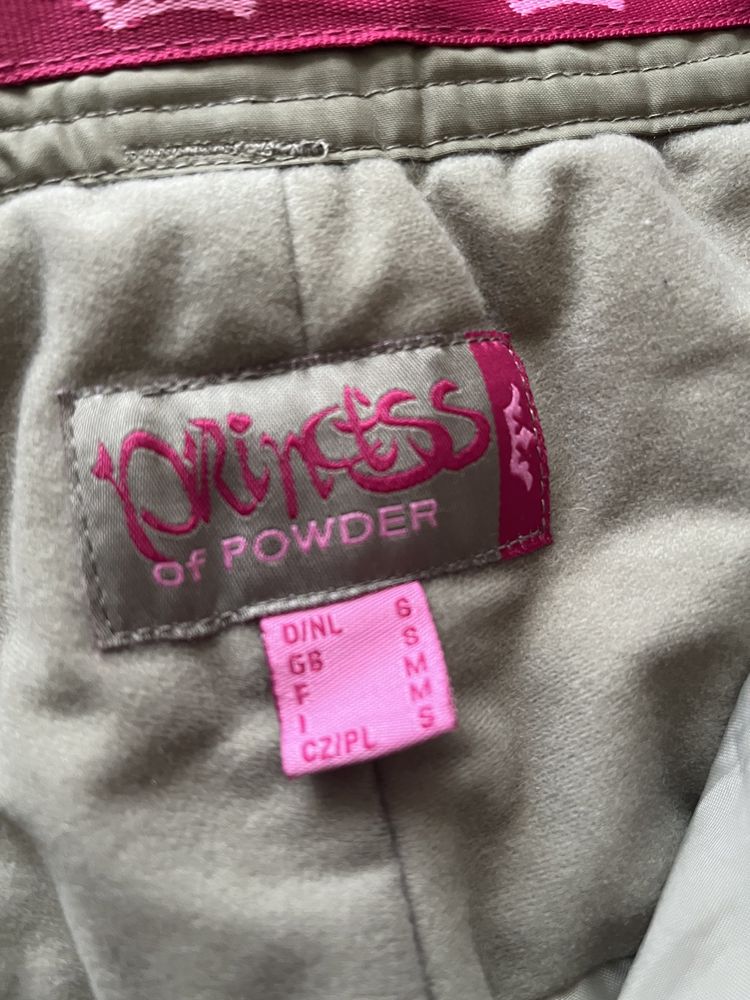 PRINCESS
of POWDER
D/NL S
GB S
F M
I M
CZ/PL S